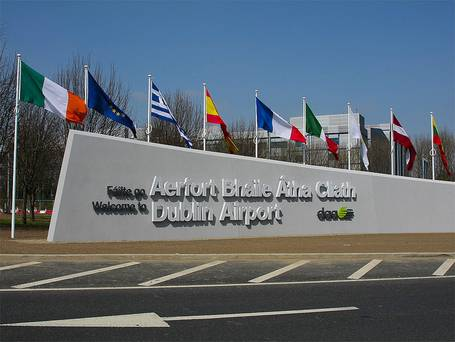 Fáilte go Aerfort Bhaile Átha Cliath
Welcome to Dublin Airport
daa